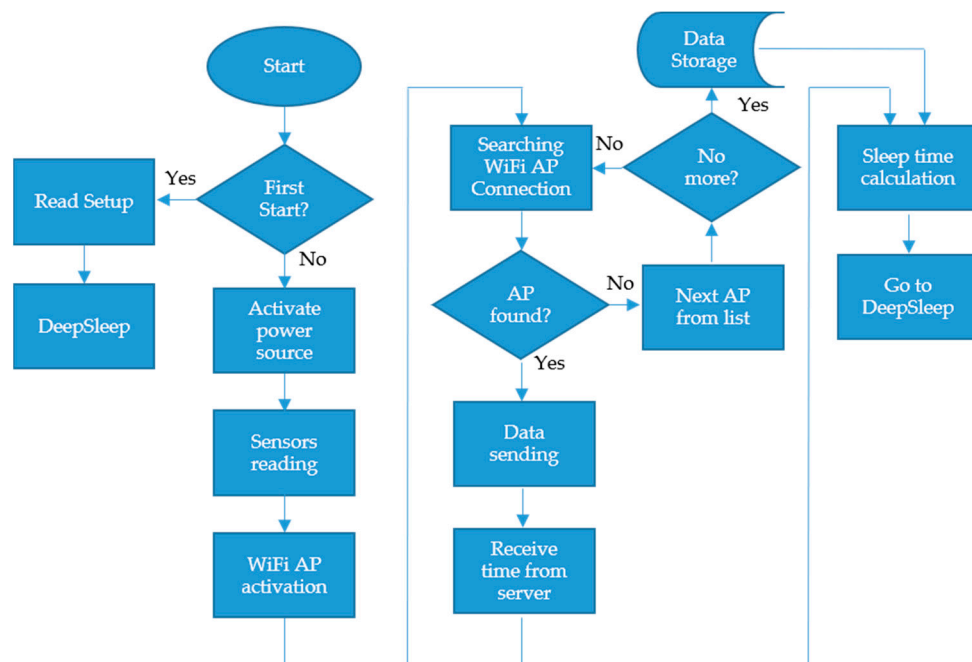 Start
Yes
First
Start?
No
Read Setup
DeepSleep
Activate
power
source
Sensors
reading
WiFi AP
activation
Searching
WiFi AP
Connection
AP
found?
No
Yes
Next AP
from list
No
more?
No
Yes
Data
Storage
Data
sending
Receive
time from
server
Sleep time
calculation
Go to
DeepSleep